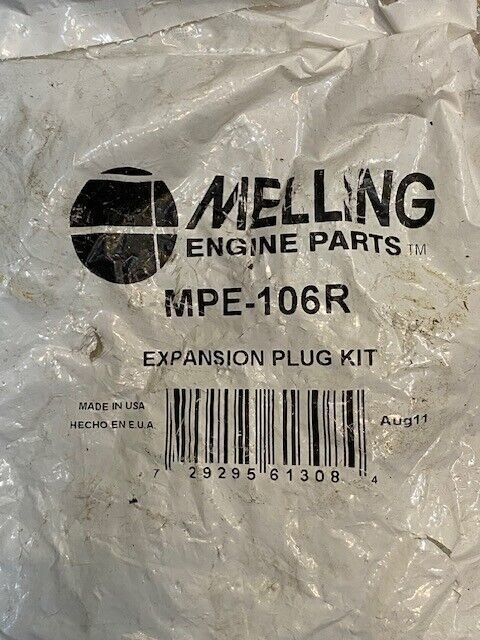 MELLING
ENGINE PARTS TM
MPE-106R
EXPANSION PLUG KIT
MADE IN USA
HECHO EN E.U.A.
Aug11
7 29295 61308 4